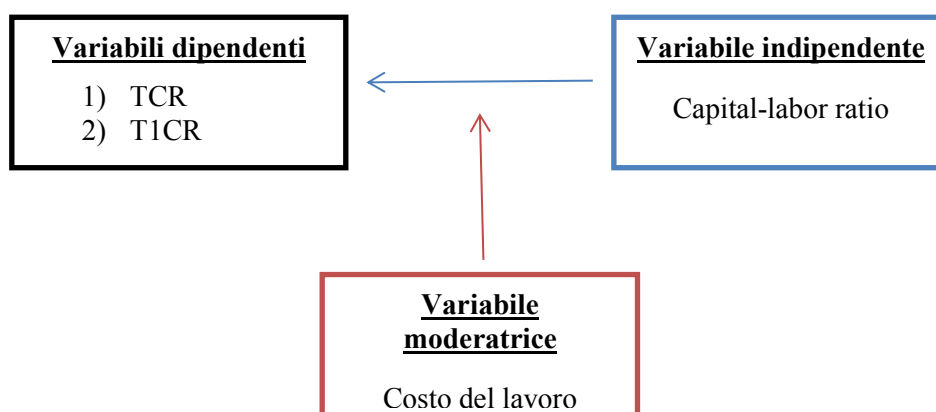 Variabili dipendenti
1) TCR
2) T1CR
Variabile indipendente
Capital-labor ratio
Variabile
moderatrice
Costo del lavoro